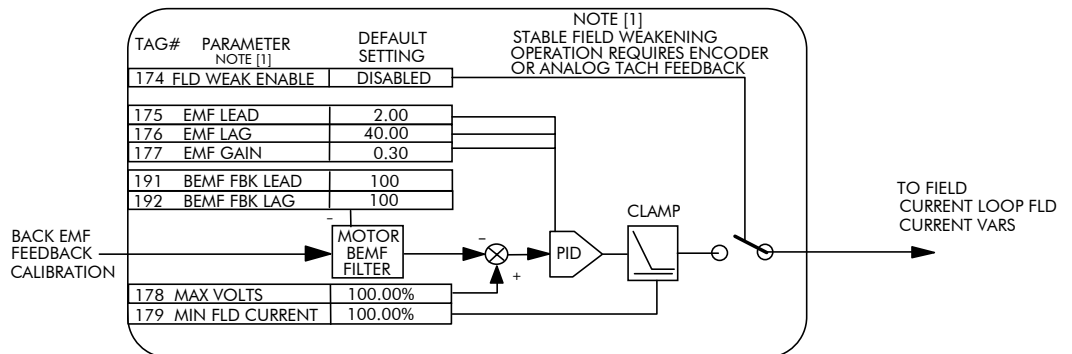 NOTE [1]
STABLE FIELD WEAKENING
OPERATION REQUIRES ENCODER
OR ANALOG TACH FEEDBACK
TAG# PARAMETER DEFAULT SETTING
NOTE [1]
174 FLD WEAK ENABLE DISABLED
175 EMF LEAD 2.00
176 EMF LAG 40.00
177 EMF GAIN 0.30
191 BEMF FBK LEAD 100
192 BEMF FBK LAG 100
BACK EMF
FEEDBACK
CALIBRATION
–
MOTOR
BEMF
FILTER
–
+
PID
CLAMP
TO FIELD
CURRENT LOOP FLD
CURRENT VARS
178 MAX VOLTS 100.00%
179 MIN FLD CURRENT 100.00%